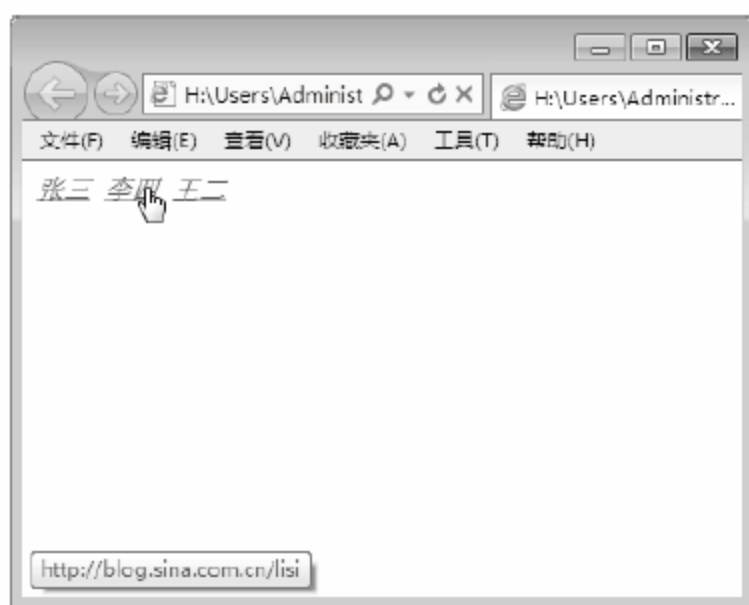 H:\Users\Administ
H:\Users\Administr...
文件(F) 编辑(E) 查看(V) 收藏夹(A) 工具(T) 帮助(H)
张三 李四 王二
http://blog.sina.com.cn/lisi